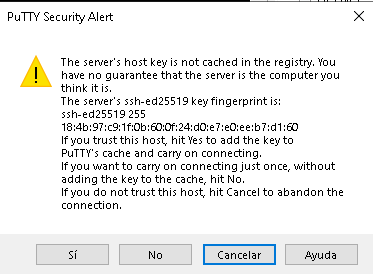 PuTTY Security Alert
The server's host key is not cached in the registry. You
have no guarantee that the server is the computer you
think it is.
The server's ssh-ed25519 key fingerprint is:
ssh-ed25519 255
18:4b:97:c9:1f:0b:60:0f:24:d0:e7:e0:ee:b7:d1:60
If you trust this host, hit Yes to add the key to
PuTTY's cache and carry on connecting.
If you want to carry on connecting just once, without
adding the key to the cache, hit No.
If you do not trust this host, hit Cancel to abandon the
connection.
Sí No Cancelar Ayuda